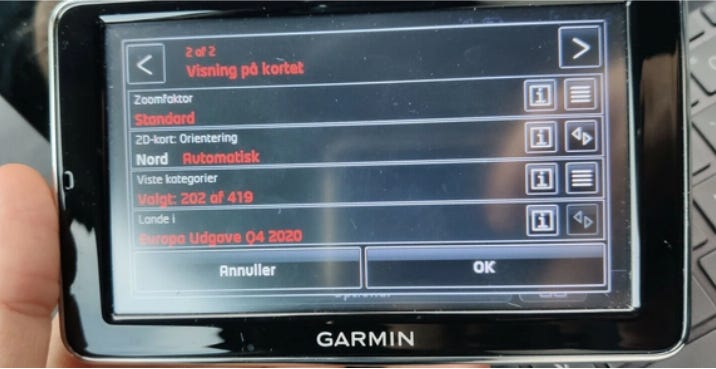 2 af 2
Visning på kortet
Zoomfaktor
Standard
2D-kort: Orientering
Nord Automatisk
Viste kategorier
Valgt: 202 af 419
Lande i
Europa Udgave Q4 2020
Annuller OK
GARMIN